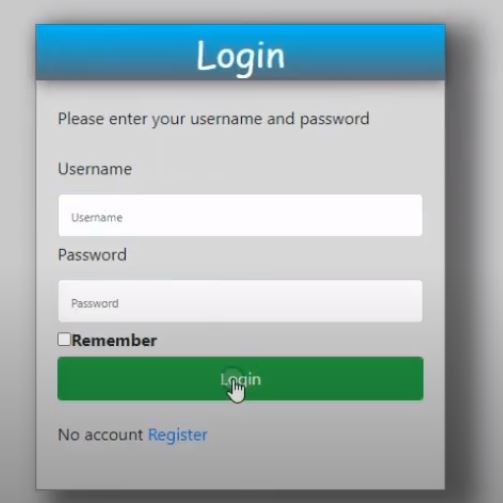 Login
Please enter your username and password
Username
Username
Password
Password
Remember
Login
No account Register